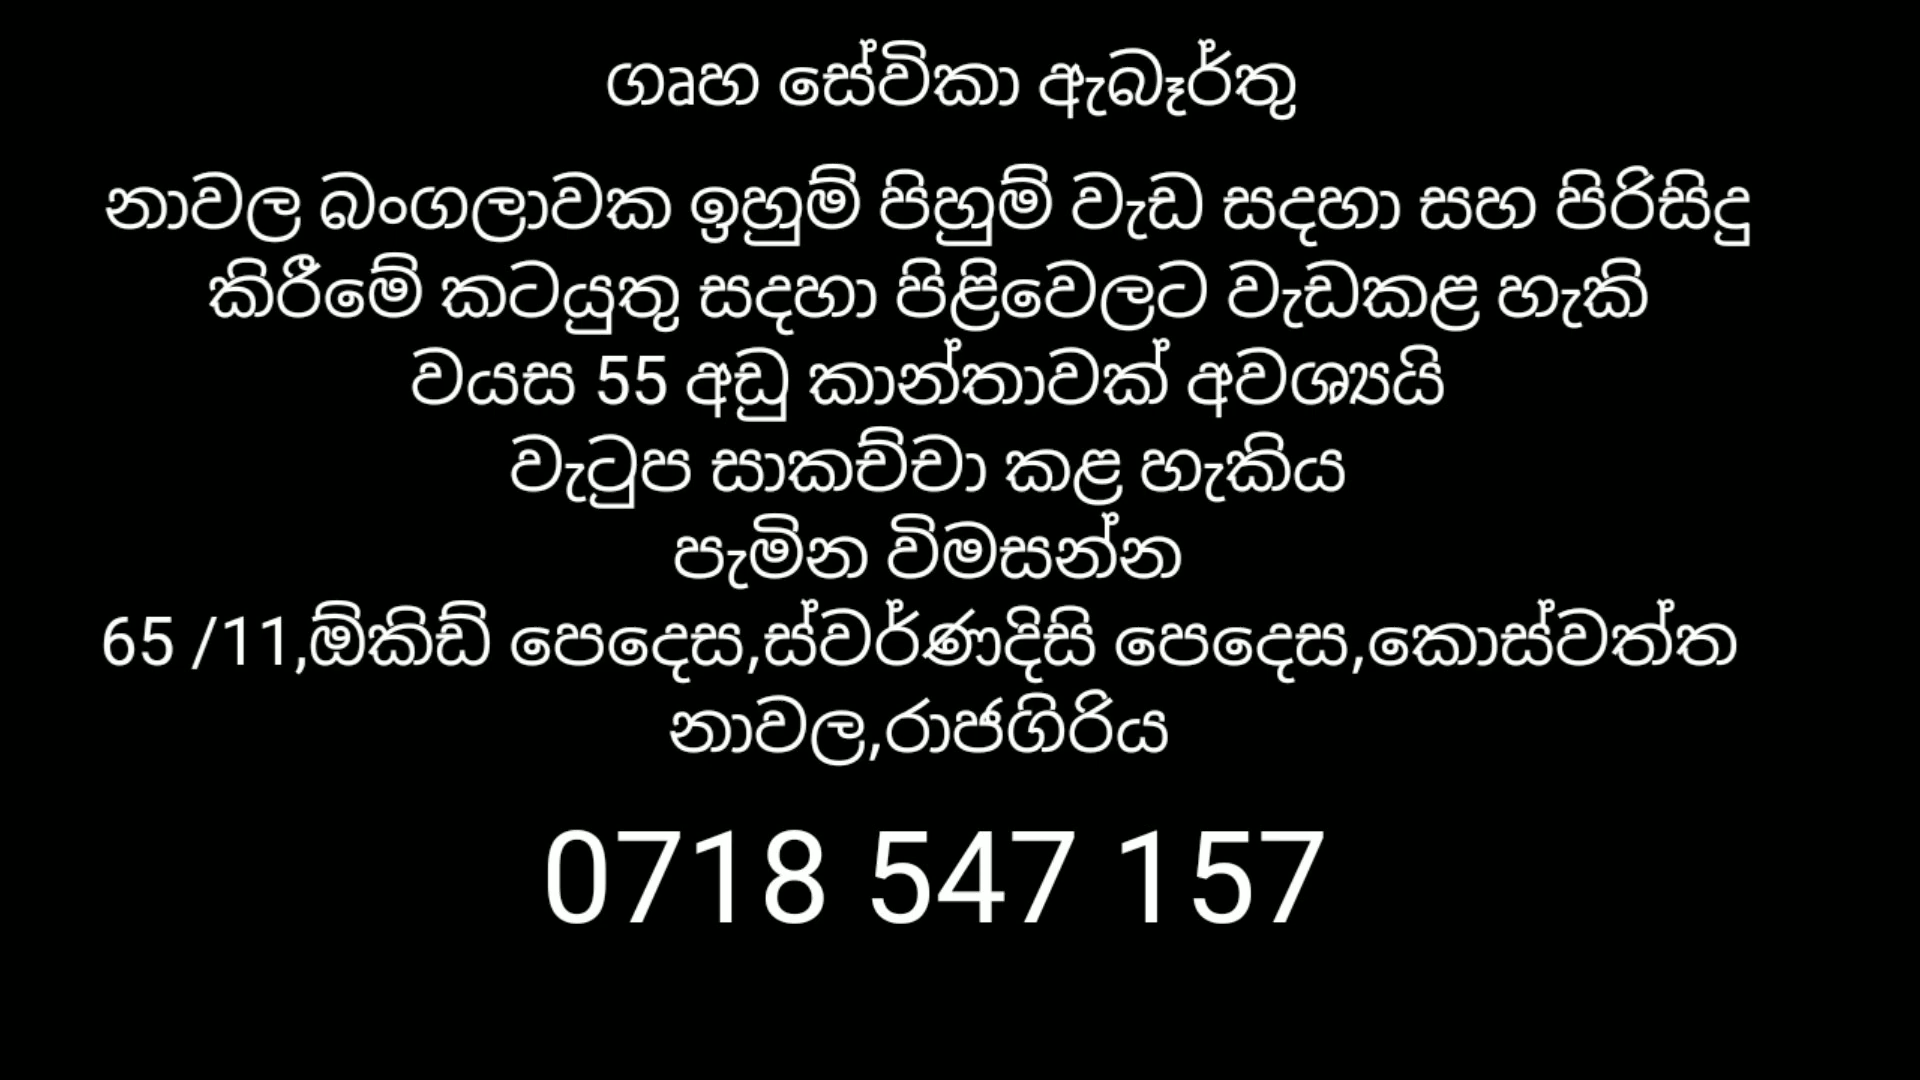 ගෘහ සේවිකා ඇබෑර්තු
නාවල බංගලාවක ඉහුම් පිහුම් වැඩ සදහා සහ පිරිසිදු
කිරීමේ කටයුතු සදහා පිළිවෙලට වැඩකළ හැකි
වයස 55 අඩු කාන්තාවක් අවශ්‍යයි
වැටුප සාකච්චා කළ හැකිය
පැමින විමසන්න
65 /11,ඕකිඩ් පෙදෙස,ස්වර්ණදිසි පෙදෙස,කොස්වත්ත
නාවල,රාජගිරිය
0718 547 157